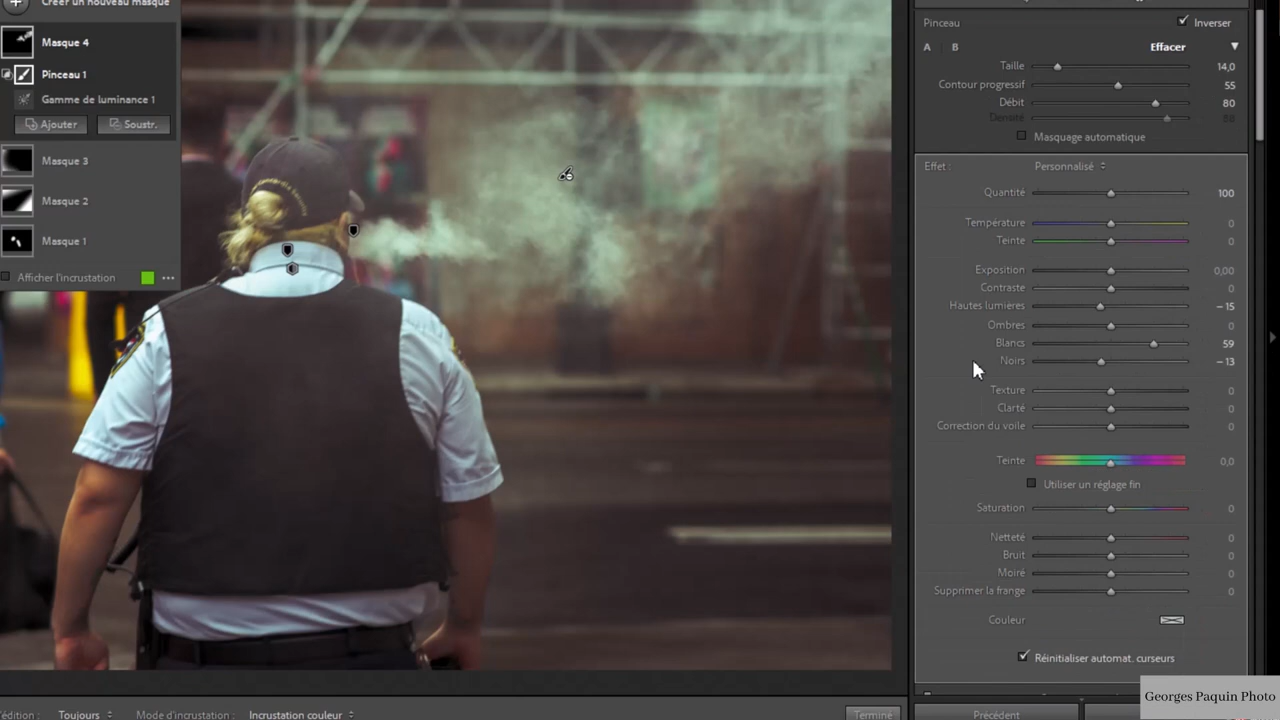 Créer un nouveau masque
Masque 4
Pinceau 1
Gamme de luminance 1
Ajouter
Soustr.
Masque 3
Masque 2
Masque 1
Afficher l'incrustation
Pinceau
Inverser
A B Effacer
Taille 14,0
Contour progressif 55
Débit 80
Densité 88
Masquage automatique
Effet : Personnalisé
Quantité 100
Température 0
Teinte 0
Exposition 0,00
Contraste 0
Hautes lumières – 15
Ombres 0
Blancs 59
Noirs – 13
Texture 0
Clarté 0
Correction du voile 0
Teinte 0,0
Utiliser un réglage fin
Saturation 0
Netteté 0
Bruit 0
Moiré 0
Supprimer la frange 0
Couleur
Réinitialiser automat. curseurs
'édition : Toujours Mode d'incrustation : Incrustation couleur
Terminé
Précédent
Georges Paquin Photo